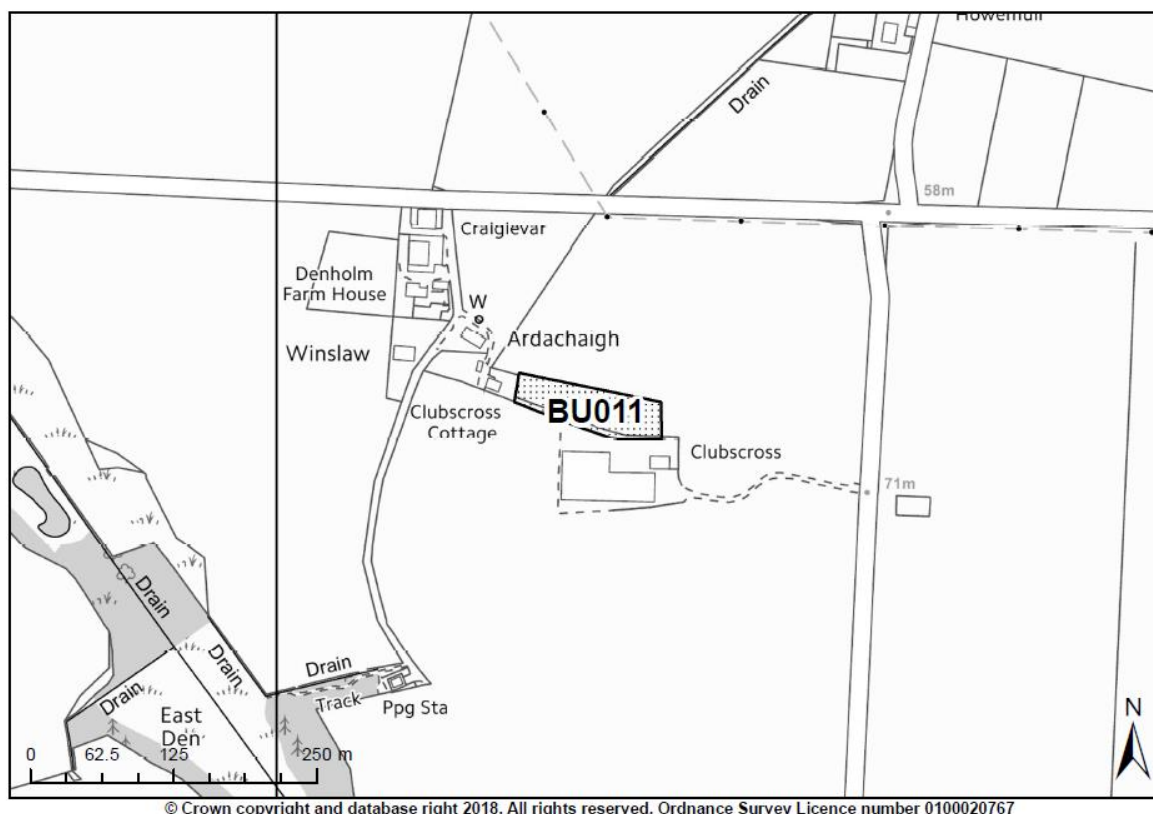 Howemuir
Drain
58m
Craigievar
Denholm
Farm House
W
Ardachaigh
Winslaw
BU011
Clubscross
Cottage
Clubscross
71m
Drain
Drain
Drain
Drain
Track
Ppg Sta
East
Den
N
0 62.5 125 250 m
© Crown copyright and database right 2018. All rights reserved. Ordnance Survey Licence number 0100020767